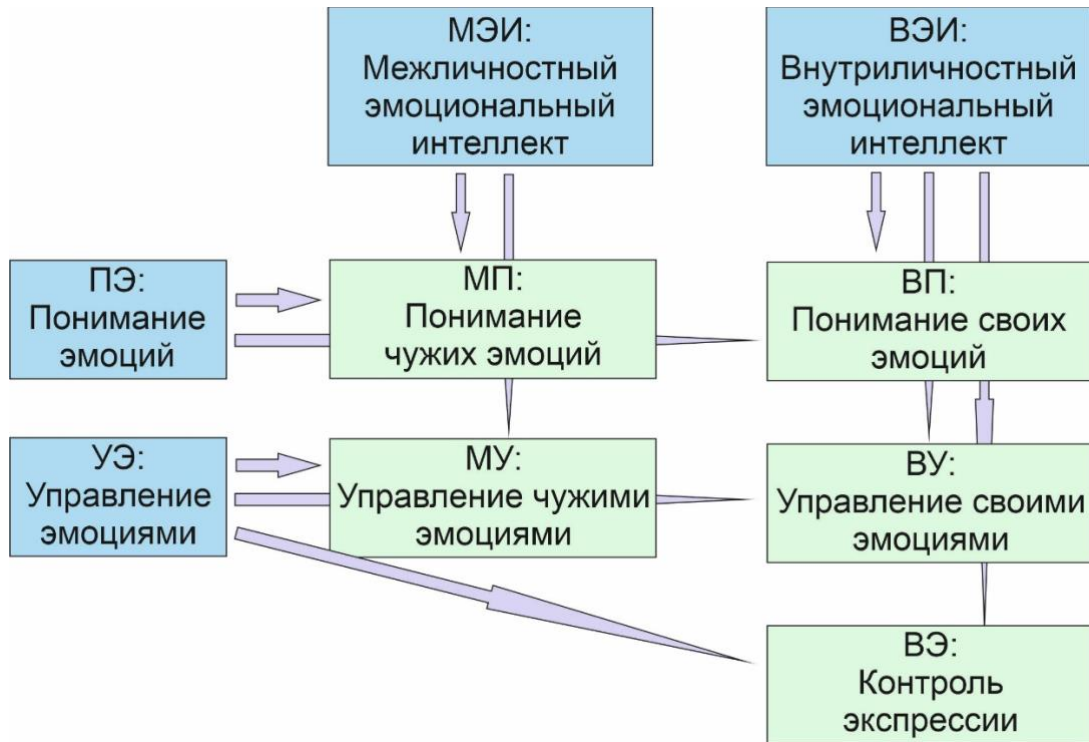 МЭИ:
Межличностный
эмоциональный
интеллект
ВЭИ:
Внутриличностный
эмоциональный
интеллект
ПЭ:
Понимание
эмоций
МП:
Понимание
чужих эмоций
ВП:
Понимание своих
эмоций
УЭ:
Управление
эмоциями
МУ:
Управление чужими
эмоциями
ВУ:
Управление своими
эмоциями
ВЭ:
Контроль
экспрессии